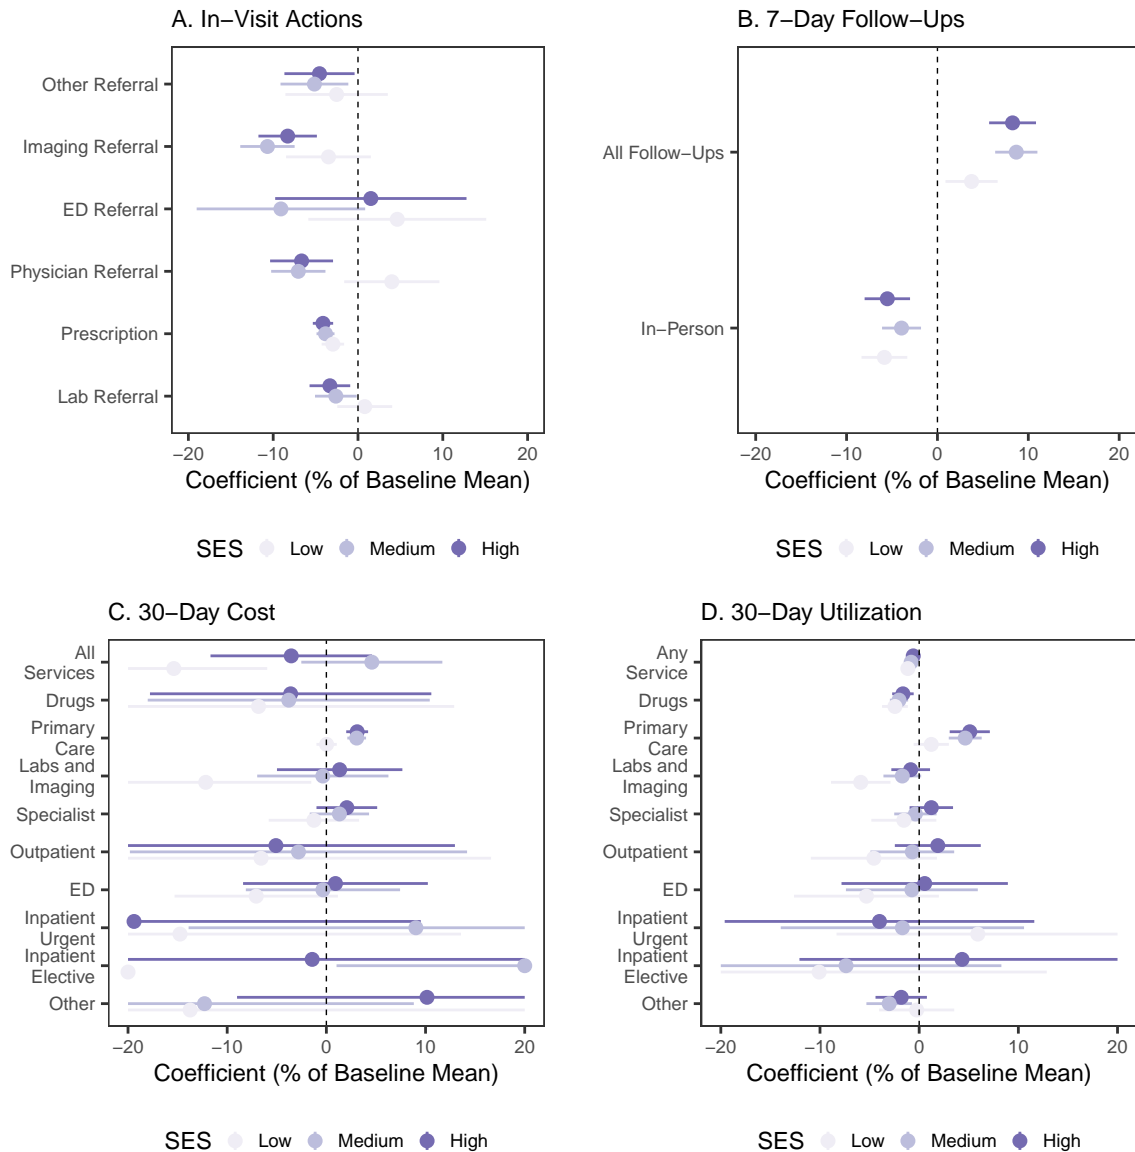 A. In−Visit Actions
Other Referral
Imaging Referral
ED Referral
Physician Referral
Prescription
Lab Referral
−20 −10 0 10 20
Coefficient (% of Baseline Mean)
SES Low Medium High
B. 7−Day Follow−Ups
All Follow−Ups
In−Person
−20 −10 0 10 20
Coefficient (% of Baseline Mean)
SES Low Medium High
C. 30−Day Cost
All
Services
Drugs
Primary
Care
Labs and
Imaging
Specialist
Outpatient
ED
Inpatient
Urgent
Inpatient
Elective
Other
−20 −10 0 10 20
Coefficient (% of Baseline Mean)
SES Low Medium High
D. 30−Day Utilization
Any
Service
Drugs
Primary
Care
Labs and
Imaging
Specialist
Outpatient
ED
Inpatient
Urgent
Inpatient
Elective
Other
−20 −10 0 10 20
Coefficient (% of Baseline Mean)
SES Low Medium High